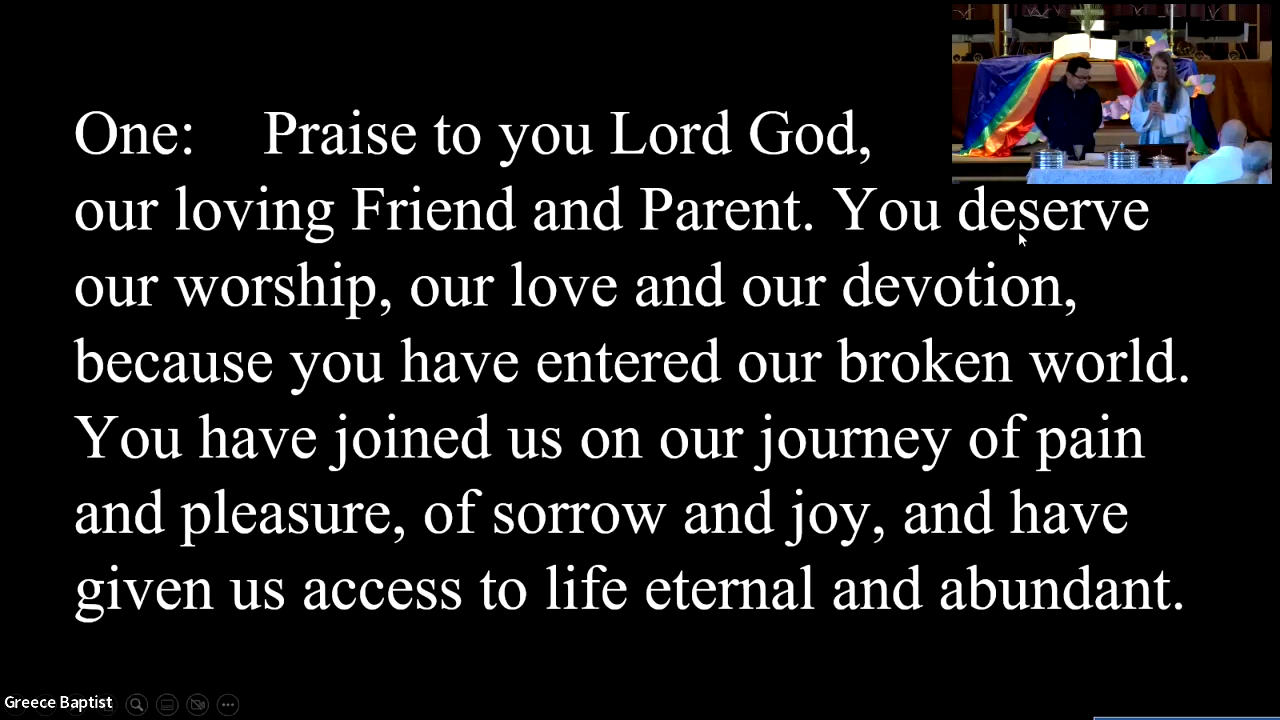 One: Praise to you Lord God,
our loving Friend and Parent. You deserve
our worship, our love and our devotion,
because you have entered our broken world.
You have joined us on our journey of pain
and pleasure, of sorrow and joy, and have
given us access to life eternal and abundant.
Greece Baptist